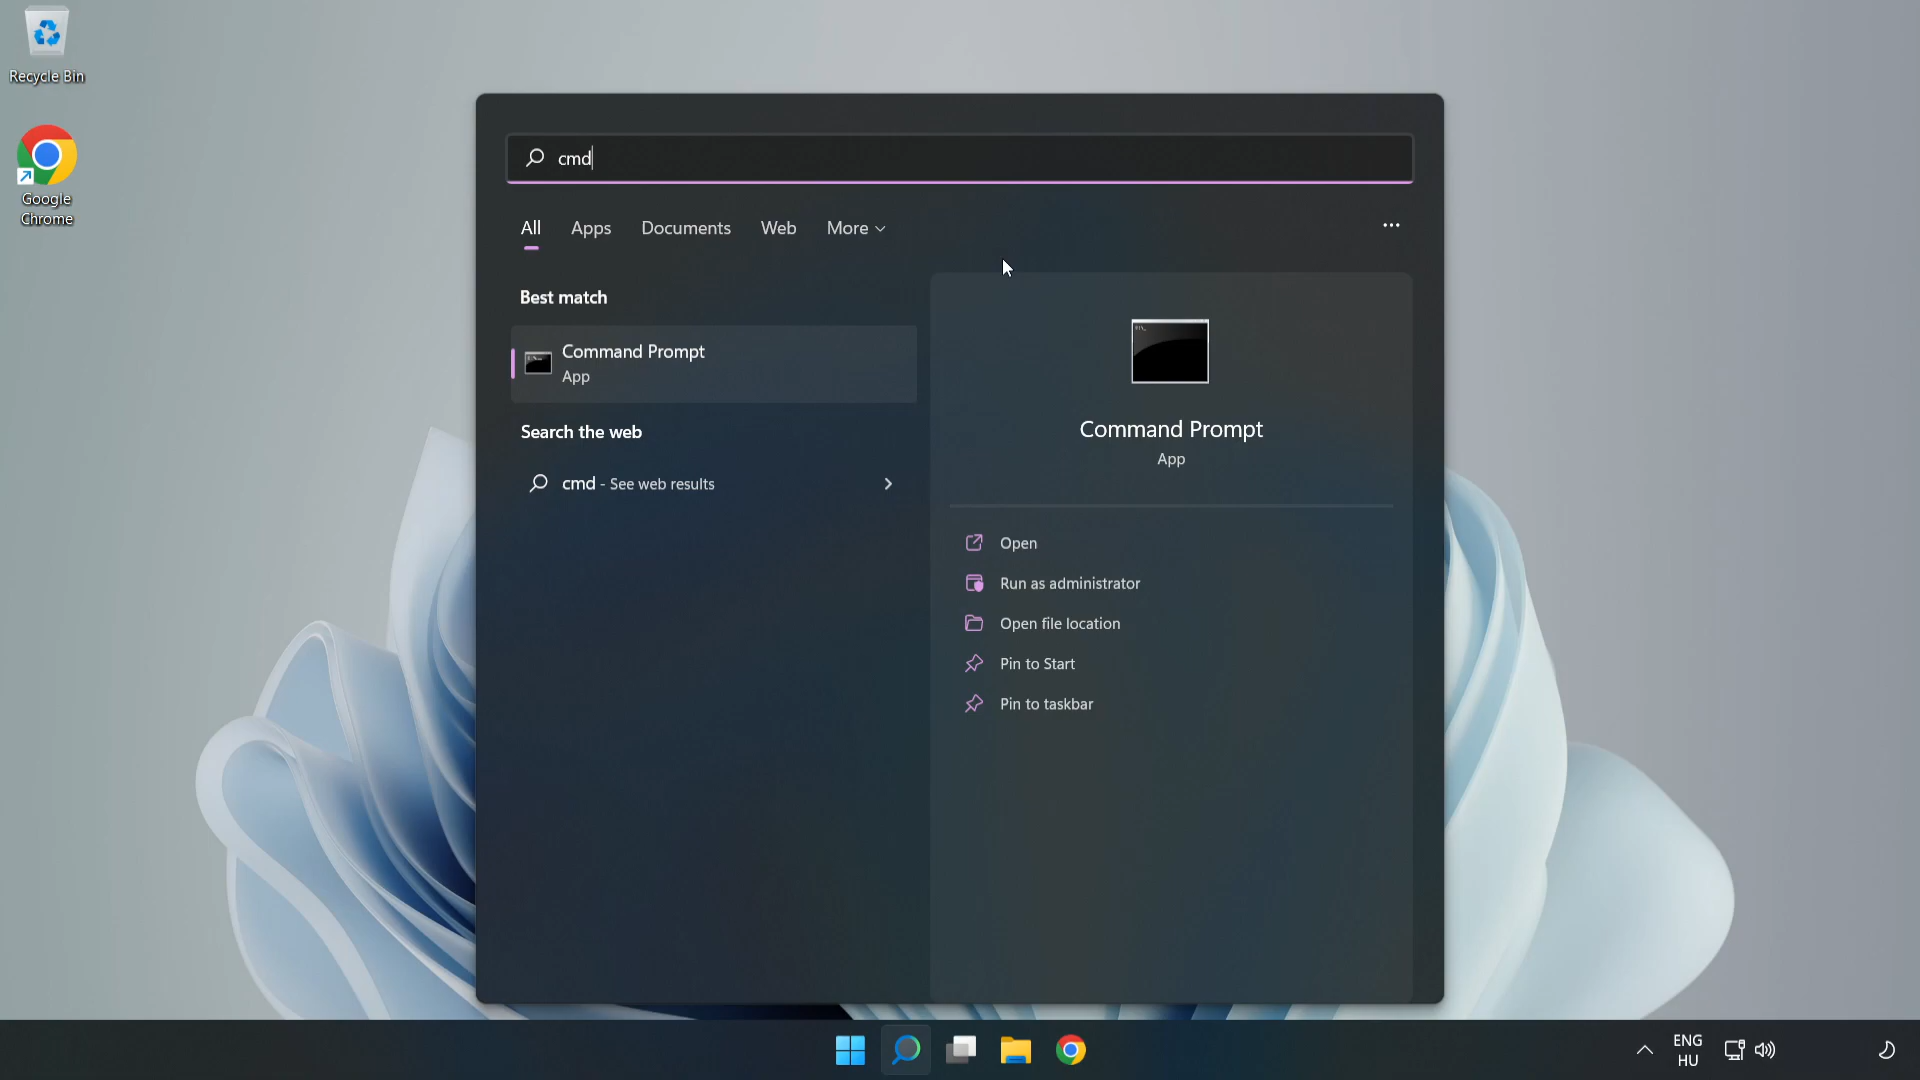 Recycle Bin
Google
Chrome
cmd
All Apps Documents Web More
Best match
Command Prompt
App
Search the web
cmd - See web results
Command Prompt
App
Open
Run as administrator
Open file location
Pin to Start
Pin to taskbar
ENG
HU